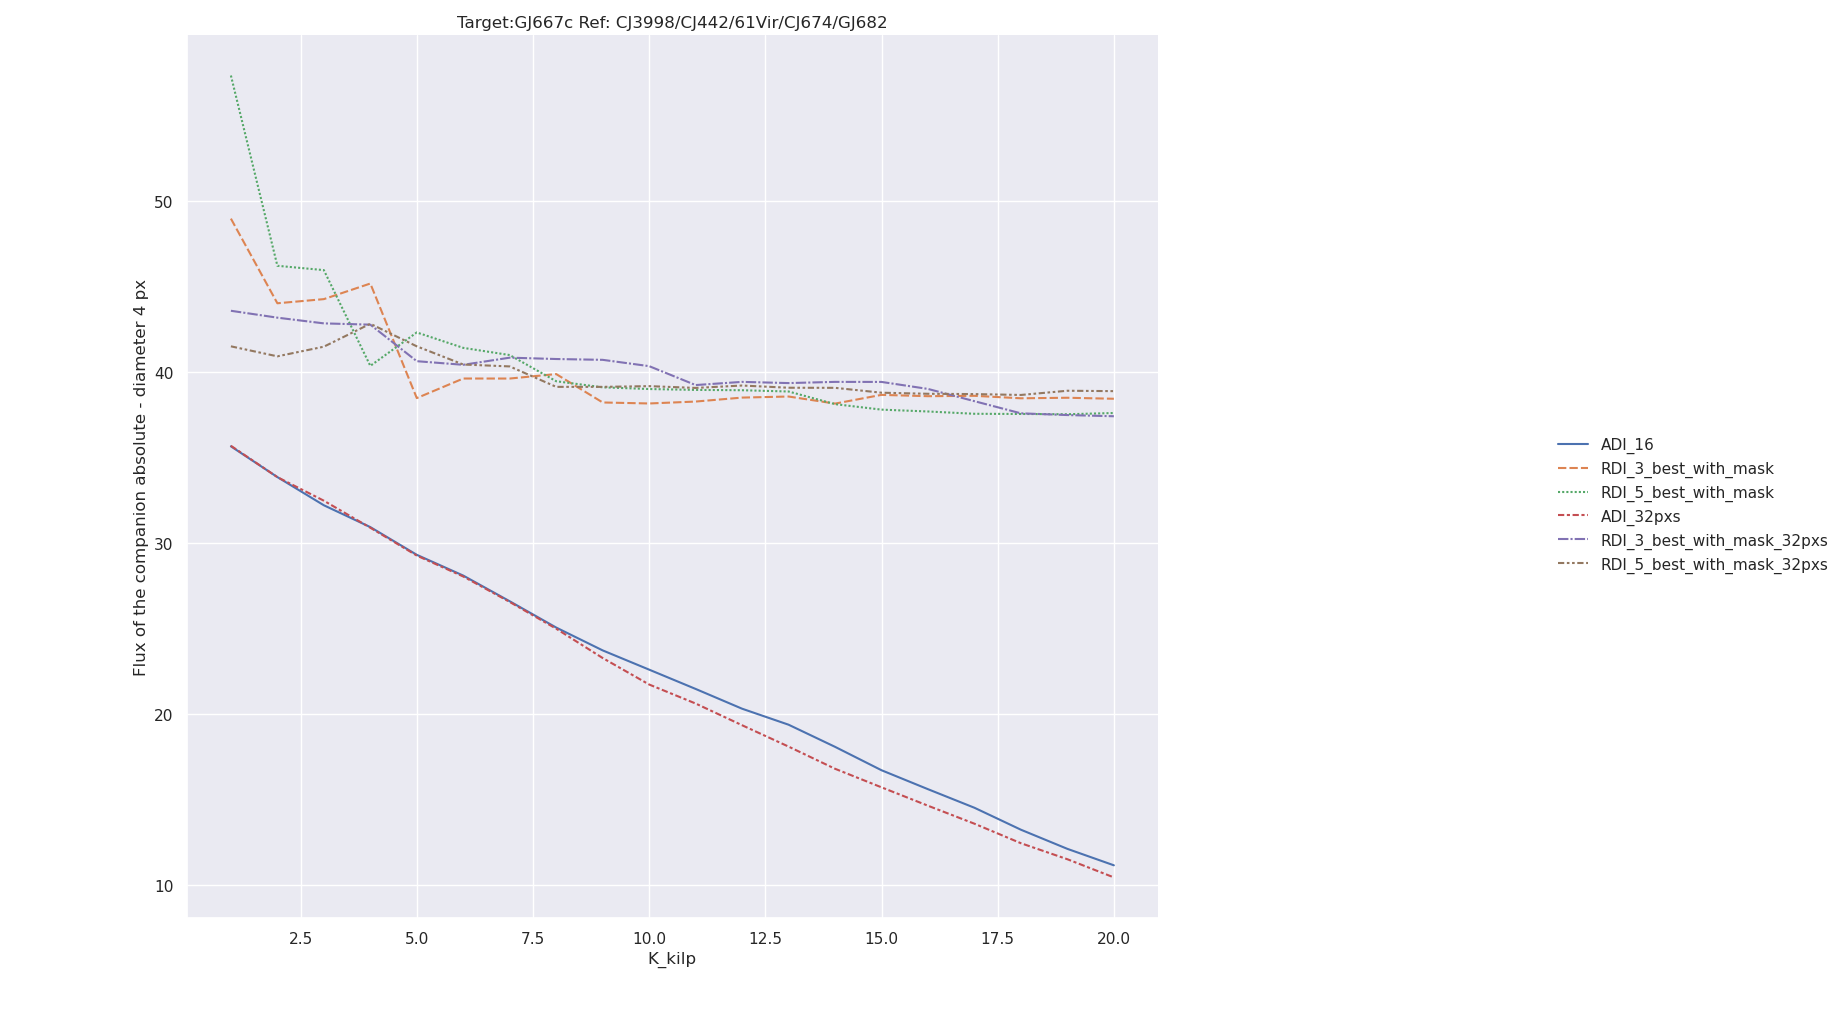 Target:GJ667c Ref: CJ3998/CJ442/61Vir/CJ674/GJ682
Flux of the companion absolute - diameter 4 px
50
40
30
20
10
2.5 5.0 7.5 10.0 12.5 15.0 17.5 20.0
K_kilp
ADI_16
RDI_3_best_with_mask
RDI_5_best_with_mask
ADI_32pxs
RDI_3_best_with_mask_32pxs
RDI_5_best_with_mask_32pxs